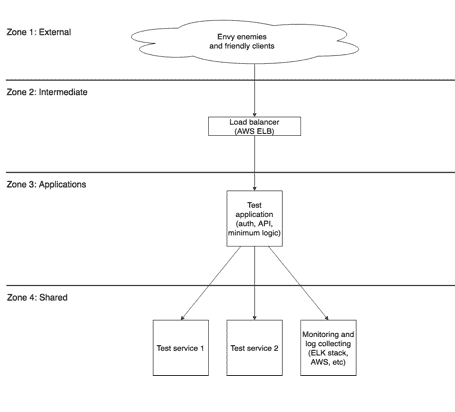 Zone 1: External
Envy enemies
and friendly clients
Zone 2: Intermediate
Load balancer
(AWS ELB)
Zone 3: Applications
Test
application
(auth, API,
minimum logic)
Zone 4: Shared
Test service 1
Test service 2
Monitoring and
log collecting
(ELK stack,
AWS, etc)